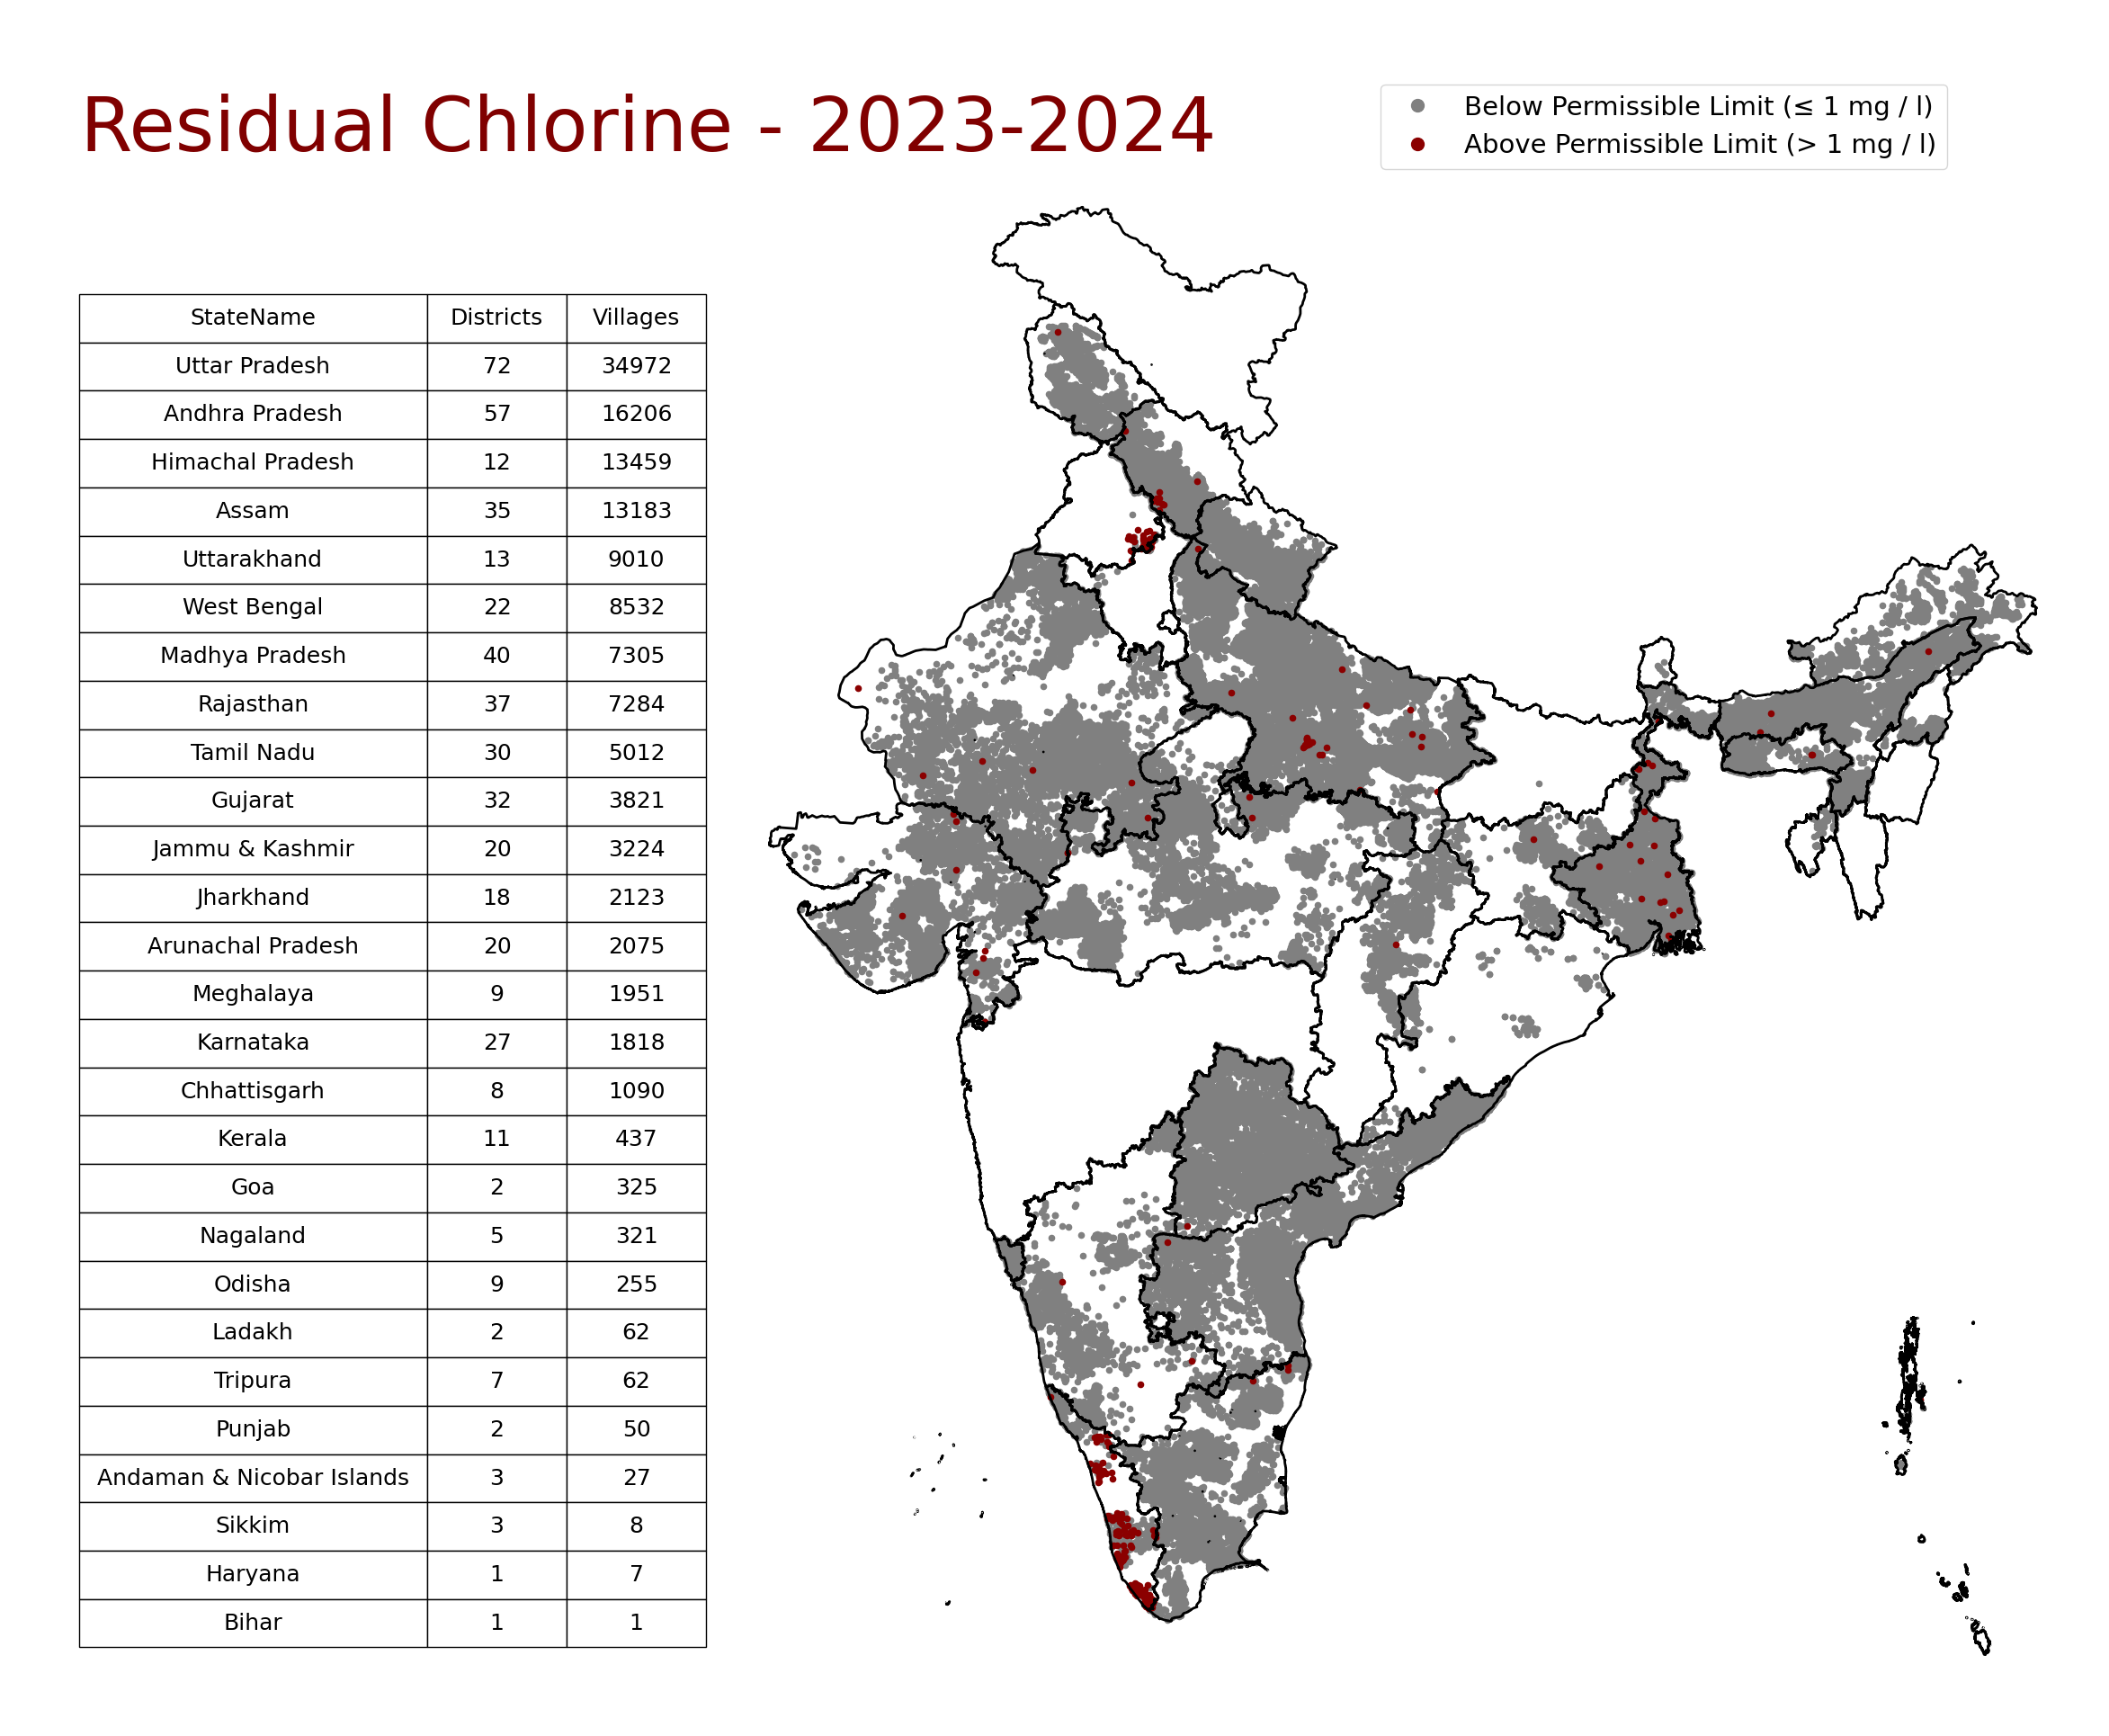 Residual Chlorine - 2023-2024
Below Permissible Limit (≤ 1 mg / l)
Above Permissible Limit (> 1 mg / l)
StateName Districts Villages
Uttar Pradesh 72 34972
Andhra Pradesh 57 16206
Himachal Pradesh 12 13459
Assam 35 13183
Uttarakhand 13 9010
West Bengal 22 8532
Madhya Pradesh 40 7305
Rajasthan 37 7284
Tamil Nadu 30 5012
Gujarat 32 3821
Jammu & Kashmir 20 3224
Jharkhand 18 2123
Arunachal Pradesh 20 2075
Meghalaya 9 1951
Karnataka 27 1818
Chhattisgarh 8 1090
Kerala 11 437
Goa 2 325
Nagaland 5 321
Odisha 9 255
Ladakh 2 62
Tripura 7 62
Punjab 2 50
Andaman & Nicobar Islands 3 27
Sikkim 3 8
Haryana 1 7
Bihar 1 1